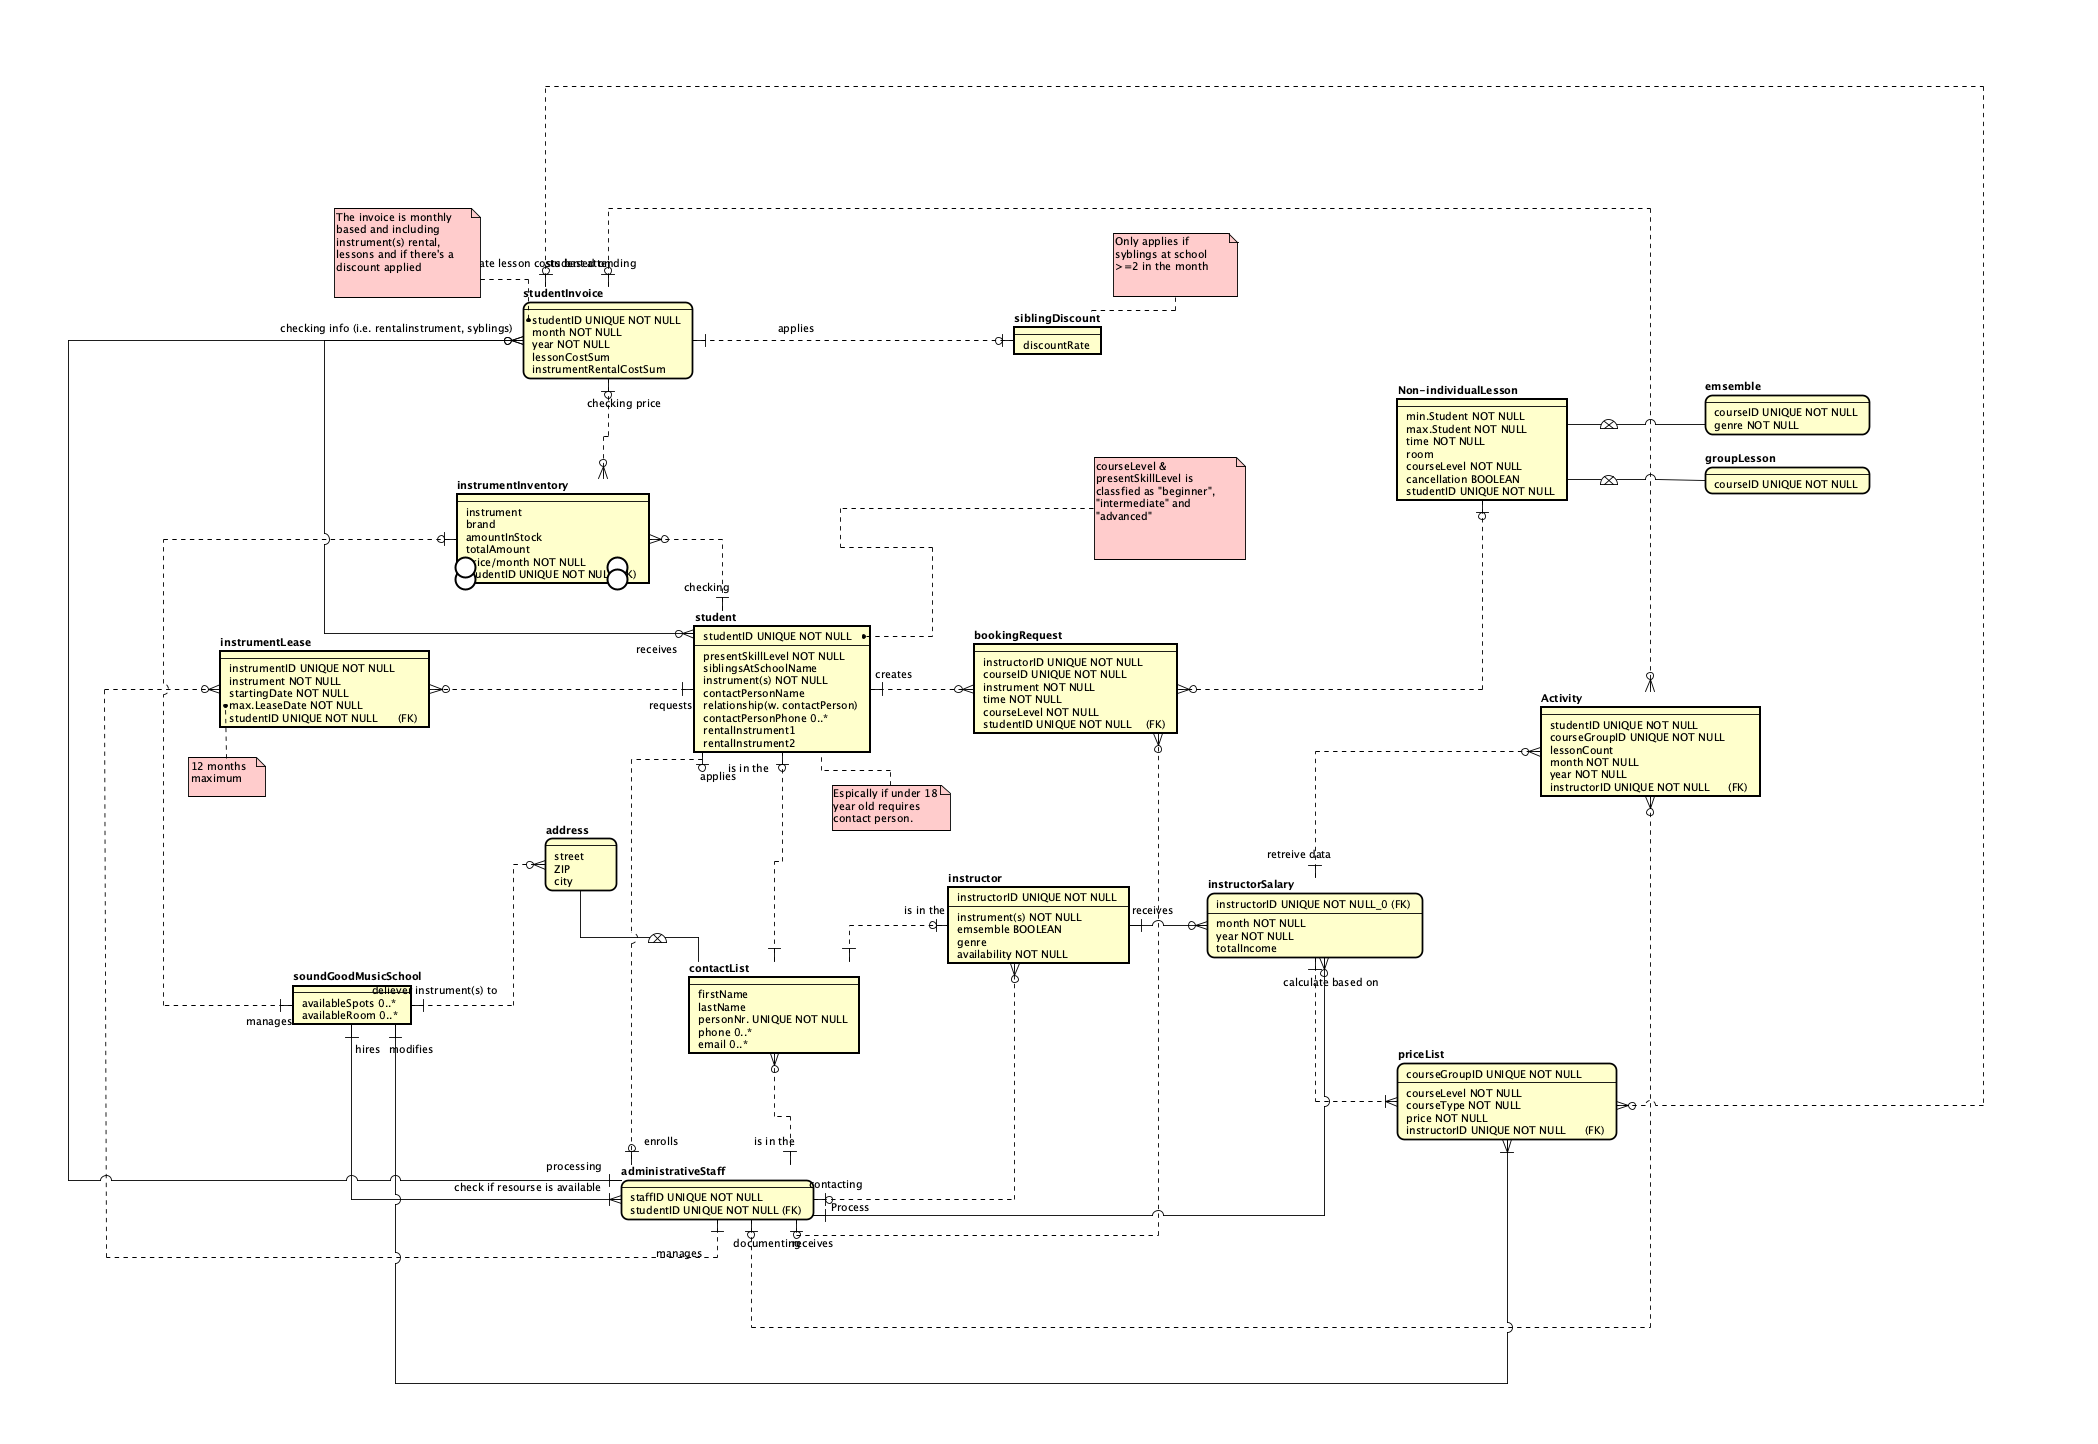 The invoice is monthly
based and including
instrument(s) rental,
lessons and if there's a
discount applied
ate lesson costs based on
student attending
Only applies if
syblings at school
>=2 in the month
studentInvoice
studentID UNIQUE NOT NULL
month NOT NULL
year NOT NULL
lessonCostSum
instrumentRentalCostSum
checking info (i.e. rentalinstrument, syblings)
applies
siblingDiscount
discountRate
checking price
Non-individualLesson
min.Student NOT NULL
max.Student NOT NULL
time NOT NULL
room
courseLevel NOT NULL
cancellation BOOLEAN
studentID UNIQUE NOT NULL
emsemble
courseID UNIQUE NOT NULL
genre NOT NULL
groupLesson
courseID UNIQUE NOT NULL
courseLevel &
presentSkillLevel is
classfied as "beginner",
"intermediate" and
"advanced"
instrumentInventory
instrument
brand
amountInStock
totalAmount
ice/month NOT NULL
udentID UNIQUE NOT NUL K)
checking
student
studentID UNIQUE NOT NULL
presentSkillLevel NOT NULL
siblingsAtSchoolName
instrument(s) NOT NULL
contactPersonName
relationship(w. contactPerson)
contactPersonPhone 0..*
rentalInstrument1
rentalInstrument2
receives
requests
creates
applies
is in the
instrumentLease
instrumentID UNIQUE NOT NULL
instrument NOT NULL
startingDate NOT NULL
max.LeaseDate NOT NULL
studentID UNIQUE NOT NULL (FK)
12 months
maximum
bookingRequest
instructorID UNIQUE NOT NULL
courseID UNIQUE NOT NULL
instrument NOT NULL
time NOT NULL
courseLevel NOT NULL
studentID UNIQUE NOT NULL (FK)
Activity
studentID UNIQUE NOT NULL
courseGroupID UNIQUE NOT NULL
lessonCount
month NOT NULL
year NOT NULL
instructorID UNIQUE NOT NULL (FK)
Espically if under 18
year old requires
contact person.
address
street
ZIP
city
retreive data
instructor
instructorID UNIQUE NOT NULL
instrument(s) NOT NULL
emsemble BOOLEAN
genre
availability NOT NULL
is in the
receives
instructorSalary
instructorID UNIQUE NOT NULL_0 (FK)
month NOT NULL
year NOT NULL
totalIncome
calculate based on
soundGoodMusicSchool
deliever instrument(s) to
availableSpots 0..*
availableRoom 0..*
manages
hires
modifies
contactList
firstName
lastName
personNr. UNIQUE NOT NULL
phone 0..*
email 0..*
priceList
courseGroupID UNIQUE NOT NULL
courseLevel NOT NULL
courseType NOT NULL
price NOT NULL
instructorID UNIQUE NOT NULL (FK)
enrolls
is in the
processing
check if resourse is available
administrativeStaff
staffID UNIQUE NOT NULL
studentID UNIQUE NOT NULL (FK)
contacting
Process
manages
documenting
receives